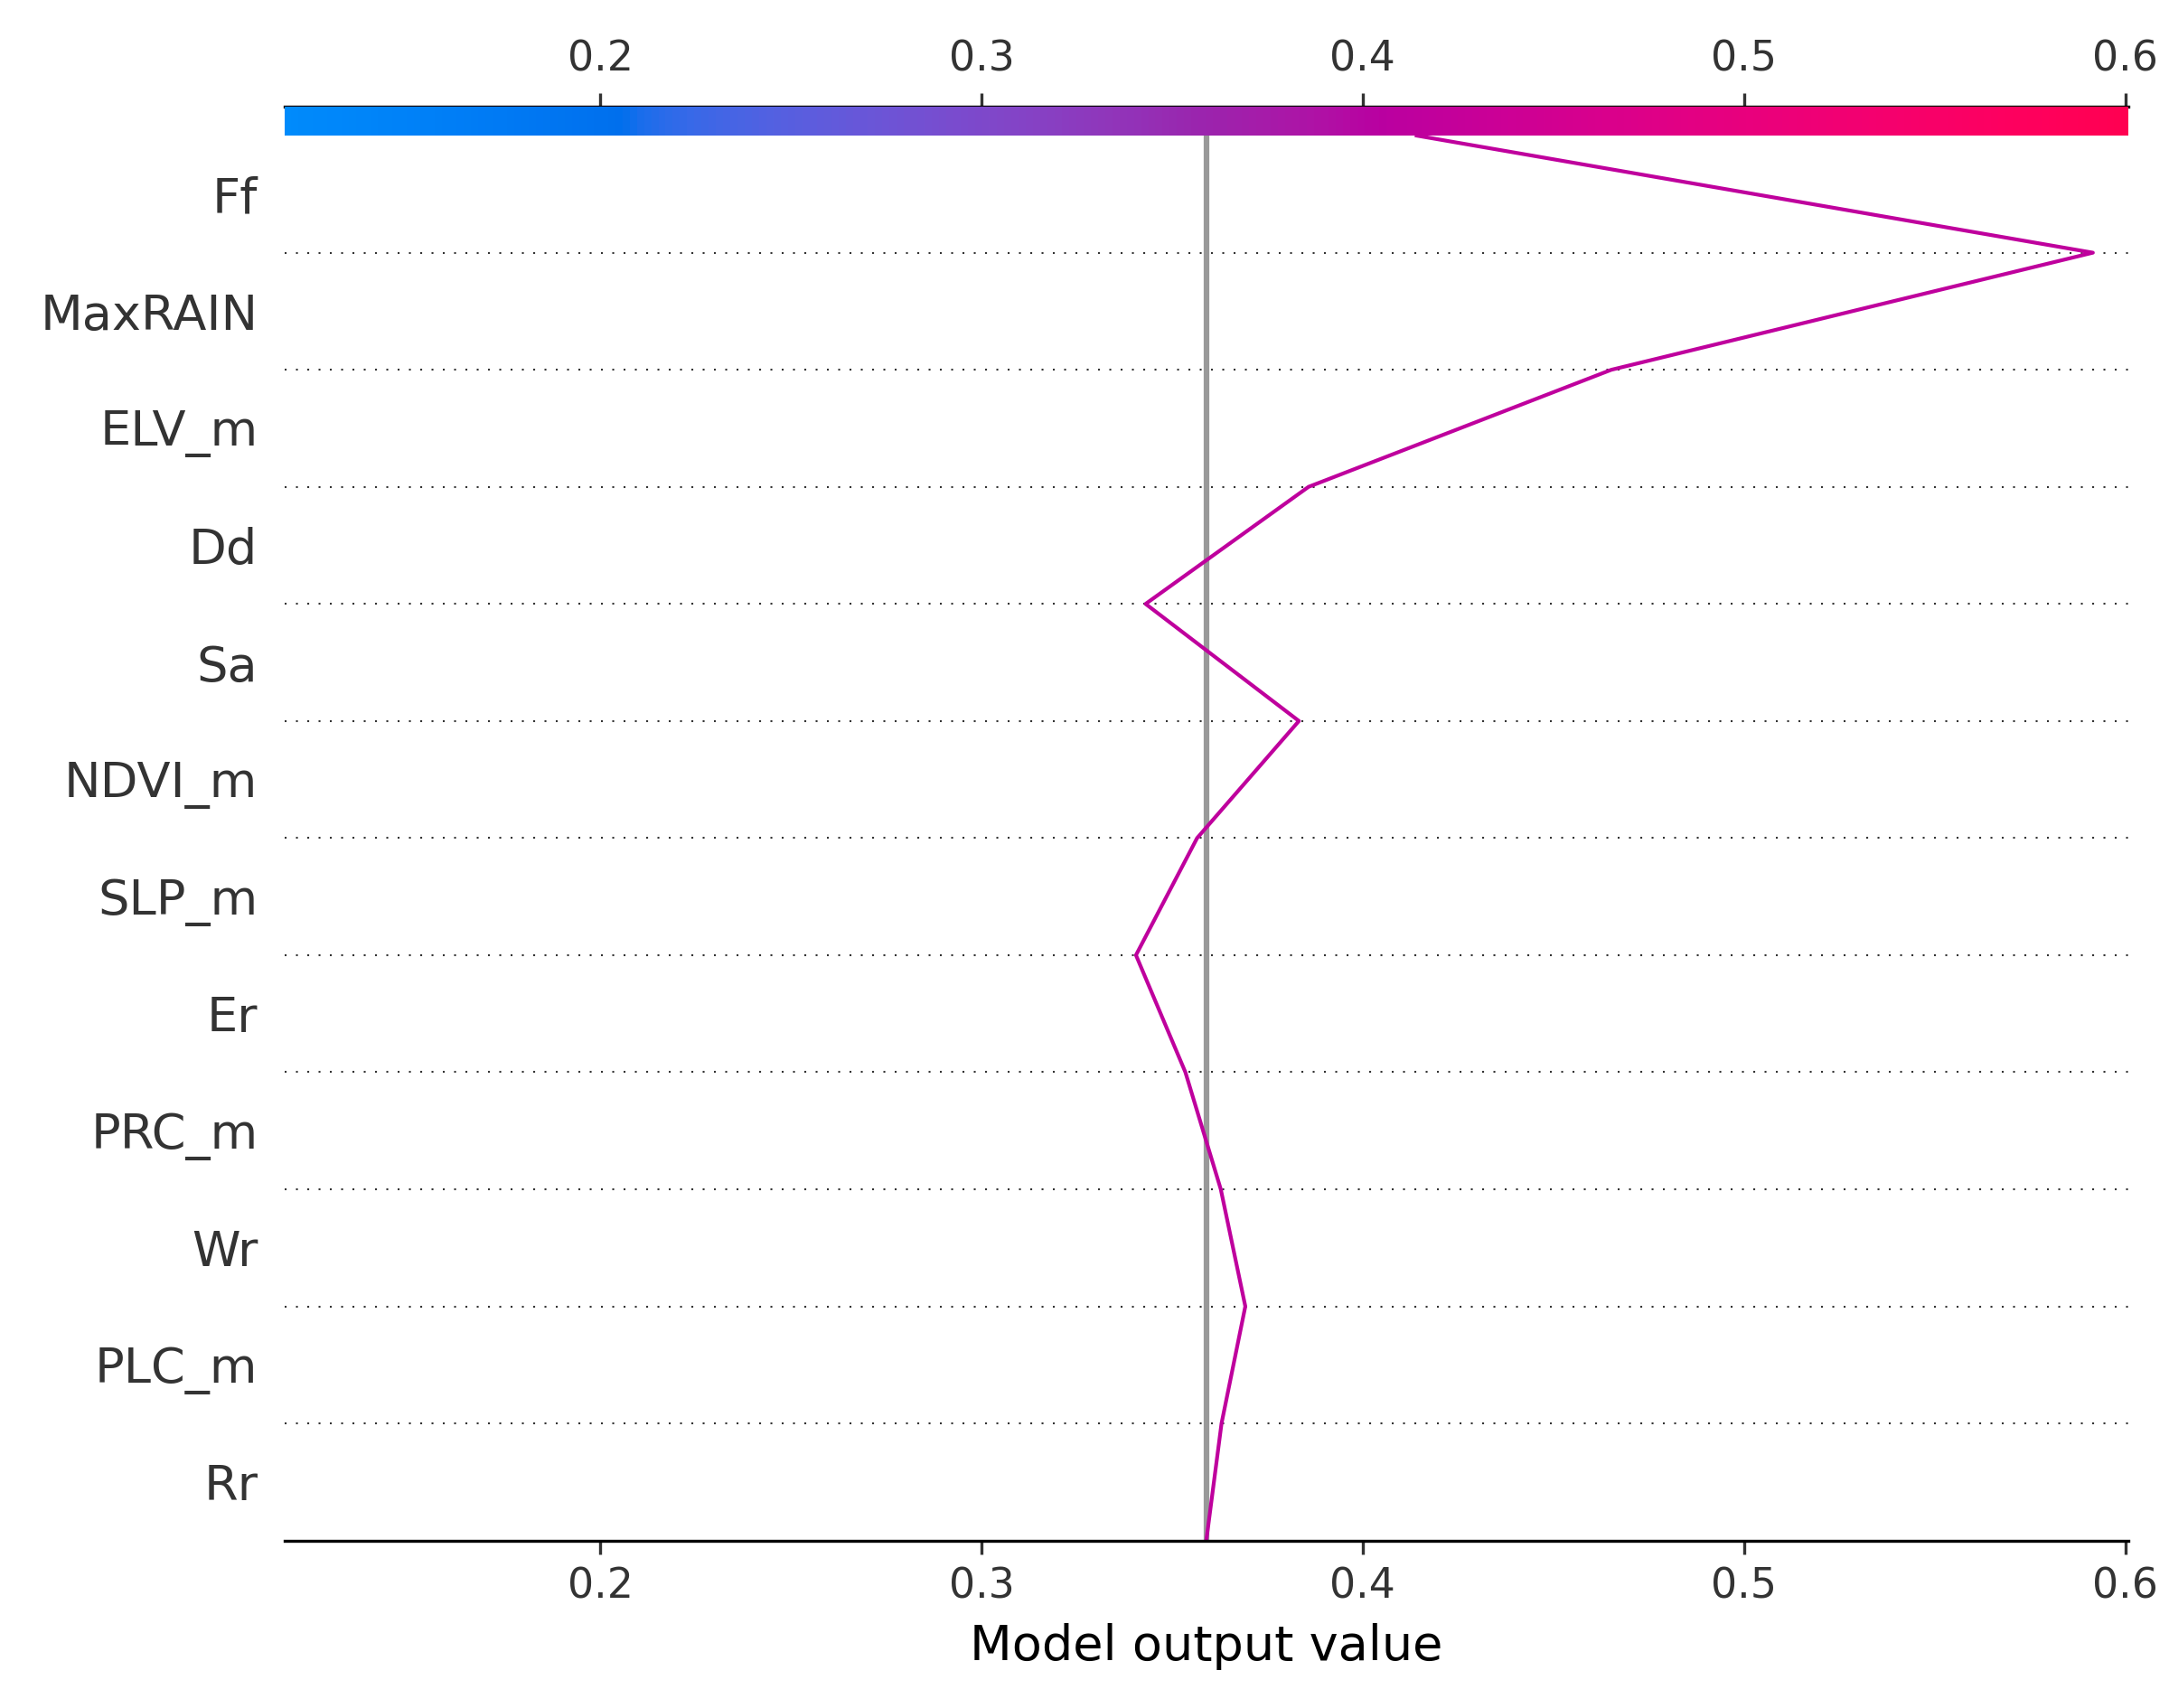 0.2 0.3 0.4 0.5 0.6
Ff
MaxRAIN
ELV_m
Dd
Sa
NDVI_m
SLP_m
Er
PRC_m
Wr
PLC_m
Rr
0.2 0.3 0.4 0.5 0.6
Model output value